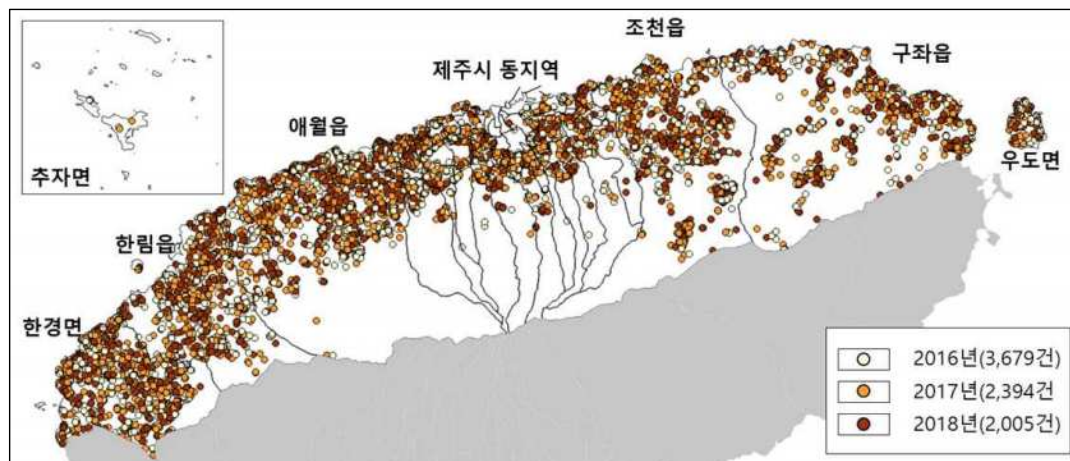 조천읍
구좌읍
제주시 동지역
애월읍
우도면
추자면
한림읍
한경면
2016년(3,679건)
2017년(2,394건
2018년(2,005건)